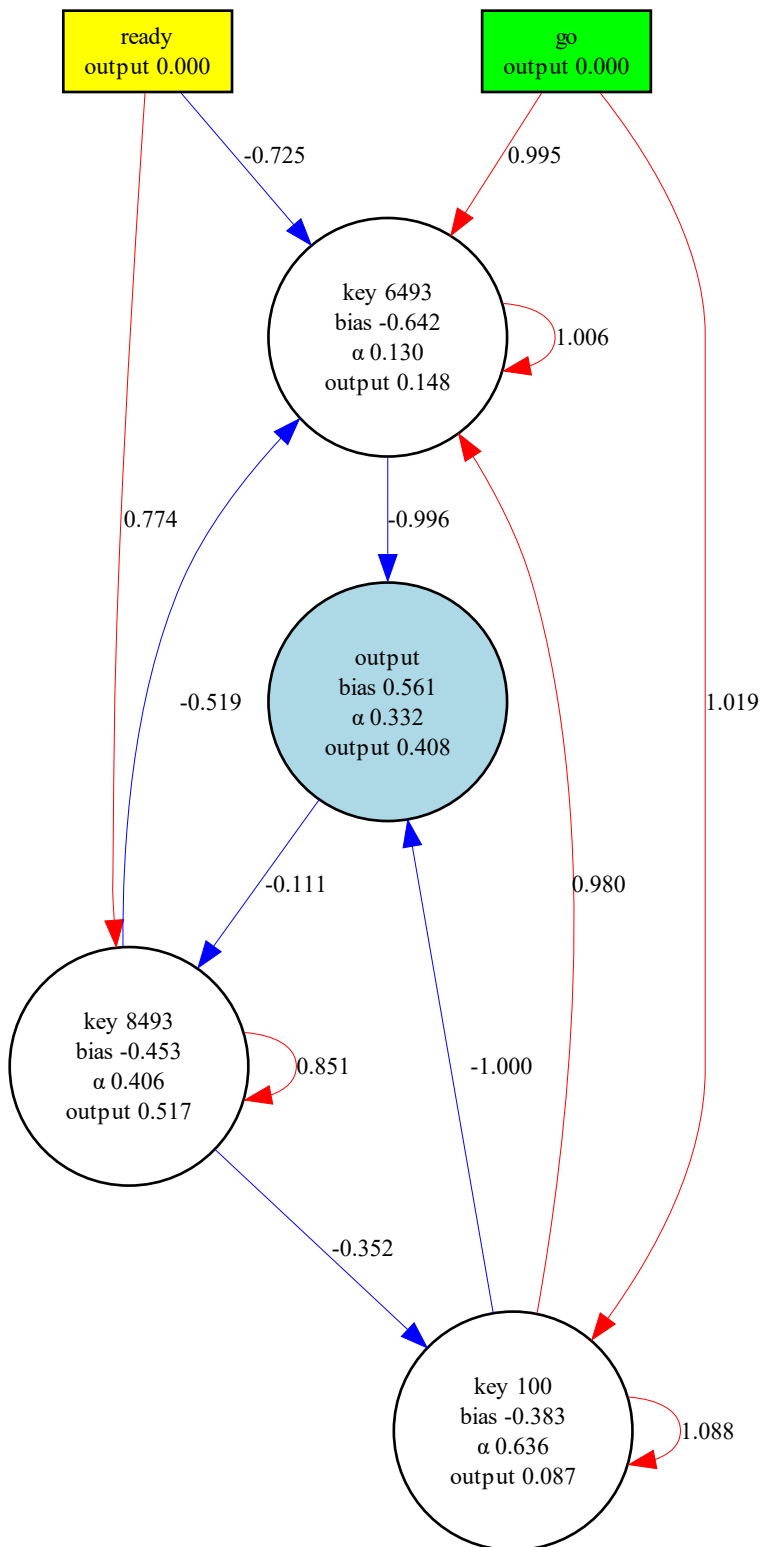 ready
output 0.000
go
output 0.000
-0.725
0.995
key 6493
bias -0.642
α 0.130
output 0.148
1.006
0.774
-0.996
output
bias 0.561
α 0.332
output 0.408
-0.519
1.019
-0.111
0.980
key 8493
bias -0.453
α 0.406
output 0.517
0.851
-1.000
-0.352
key 100
bias -0.383
α 0.636
output 0.087
1.088